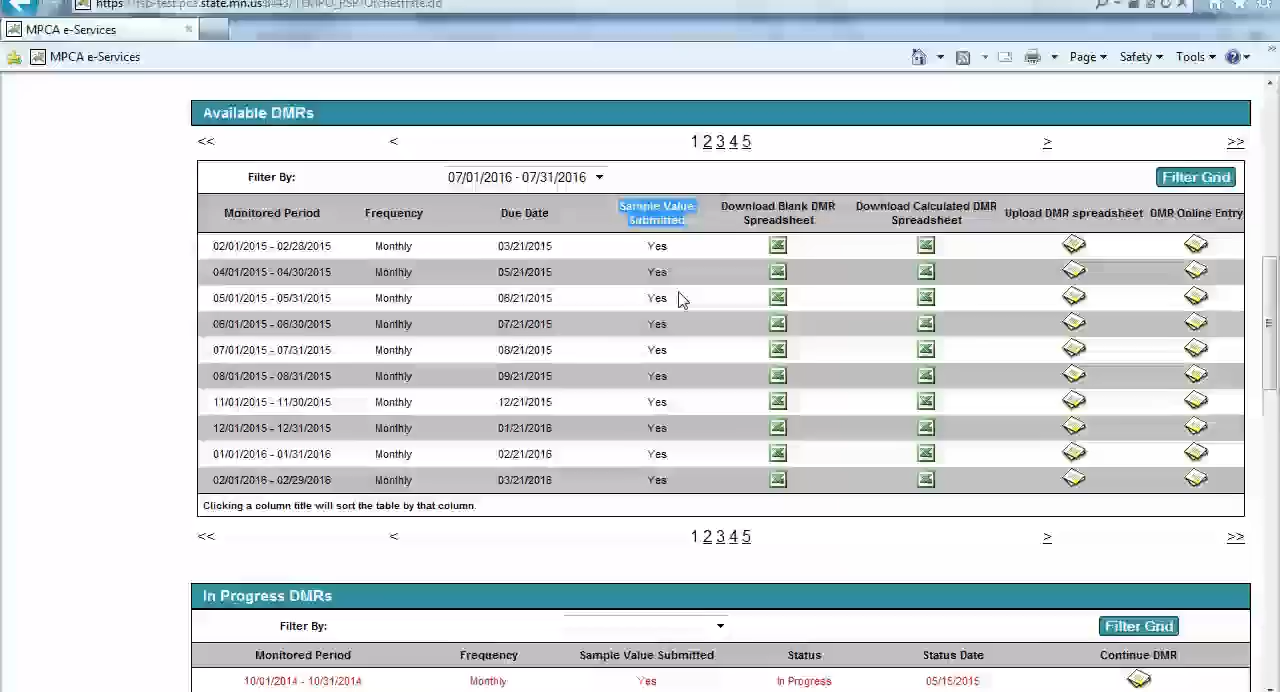 MPCA e-Services
MPCA e-Services Page Safety Tools
Available DMRs
<< < 1 2 3 4 5 > >>
Filter By: 07/01/2016 - 07/31/2016 Filter Grid
Monitored Period Frequency Due Date Sample Value Submitted Download Blank DMR Spreadsheet Download Calculated DMR Spreadsheet Upload DMR spreadsheet DMR Online Entry
02/01/2015 - 02/28/2015 Monthly 03/21/2015 Yes
04/01/2015 - 04/30/2015 Monthly 05/21/2015 Yes
05/01/2015 - 05/31/2015 Monthly 06/21/2015 Yes
06/01/2015 - 06/30/2015 Monthly 07/21/2015 Yes
07/01/2015 - 07/31/2015 Monthly 08/21/2015 Yes
08/01/2015 - 08/31/2015 Monthly 09/21/2015 Yes
11/01/2015 - 11/30/2015 Monthly 12/21/2015 Yes
12/01/2015 - 12/31/2015 Monthly 01/21/2016 Yes
01/01/2016 - 01/31/2016 Monthly 02/21/2016 Yes
02/01/2016 - 02/29/2016 Monthly 03/21/2016 Yes
Clicking a column title will sort the table by that column.
<< < 1 2 3 4 5 > >>
In Progress DMRs
Filter By: Filter Grid
Monitored Period Frequency Sample Value Submitted Status Status Date Continue DMR
10/01/2014 - 10/31/2014 Monthly Yes In Progress 05/15/2015